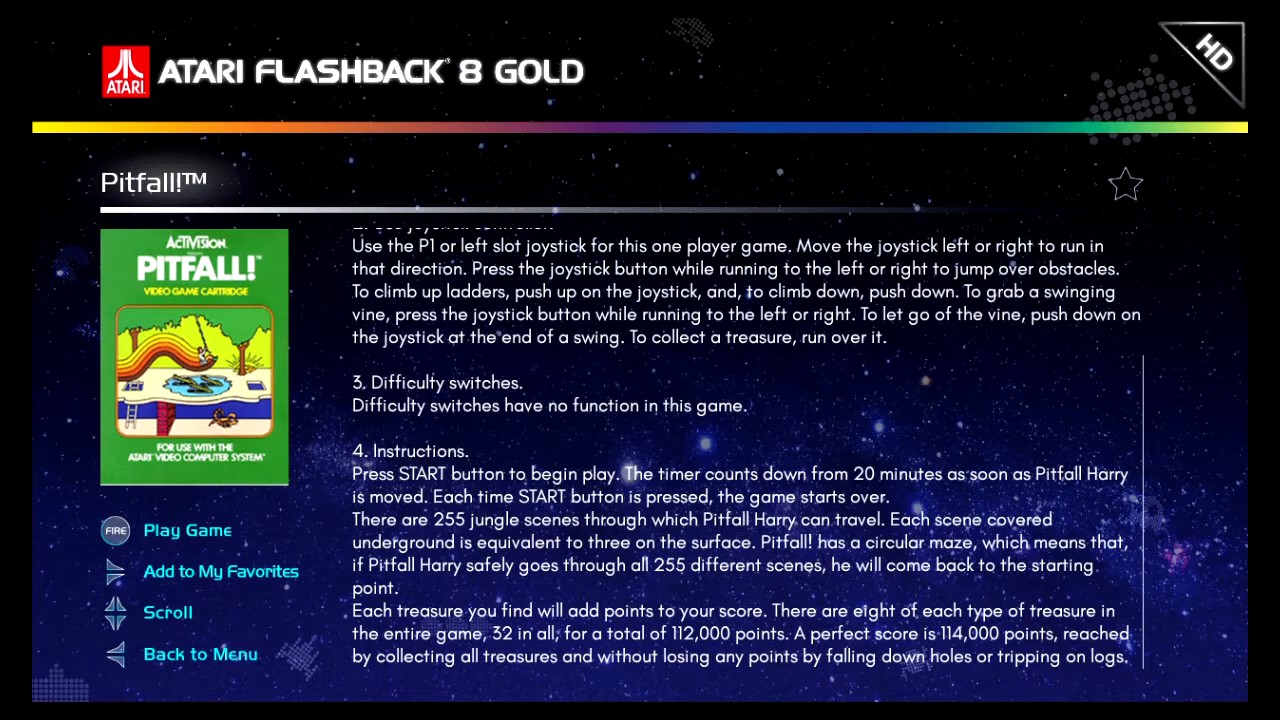 HD
ATARI
ATARI FLASHBACK® 8 GOLD
Pitfall!™
ACTIVISION
PITFALL!™
VIDEO GAME CARTRIDGE
FOR USE WITH THE
ATARI® VIDEO COMPUTER SYSTEM™
FIRE Play Game
Add to My Favorites
Scroll
Back to Menu
Use the P1 or left slot joystick for this one player game. Move the joystick left or right to run in
that direction. Press the joystick button while running to the left or right to jump over obstacles.
To climb up ladders, push up on the joystick, and, to climb down, push down. To grab a swinging
vine, press the joystick button while running to the left or right. To let go of the vine, push down on
the joystick at the end of a swing. To collect a treasure, run over it.
3. Difficulty switches.
Difficulty switches have no function in this game.
4. Instructions.
Press START button to begin play. The timer counts down from 20 minutes as soon as Pitfall Harry
is moved. Each time START button is pressed, the game starts over.
There are 255 jungle scenes through which Pitfall Harry can travel. Each scene covered
underground is equivalent to three on the surface. Pitfall! has a circular maze, which means that,
if Pitfall Harry safely goes through all 255 different scenes, he will come back to the starting
point.
Each treasure you find will add points to your score. There are eight of each type of treasure in
the entire game, 32 in all, for a total of 112,000 points. A perfect score is 114,000 points, reached
by collecting all treasures and without losing any points by falling down holes or tripping on logs.